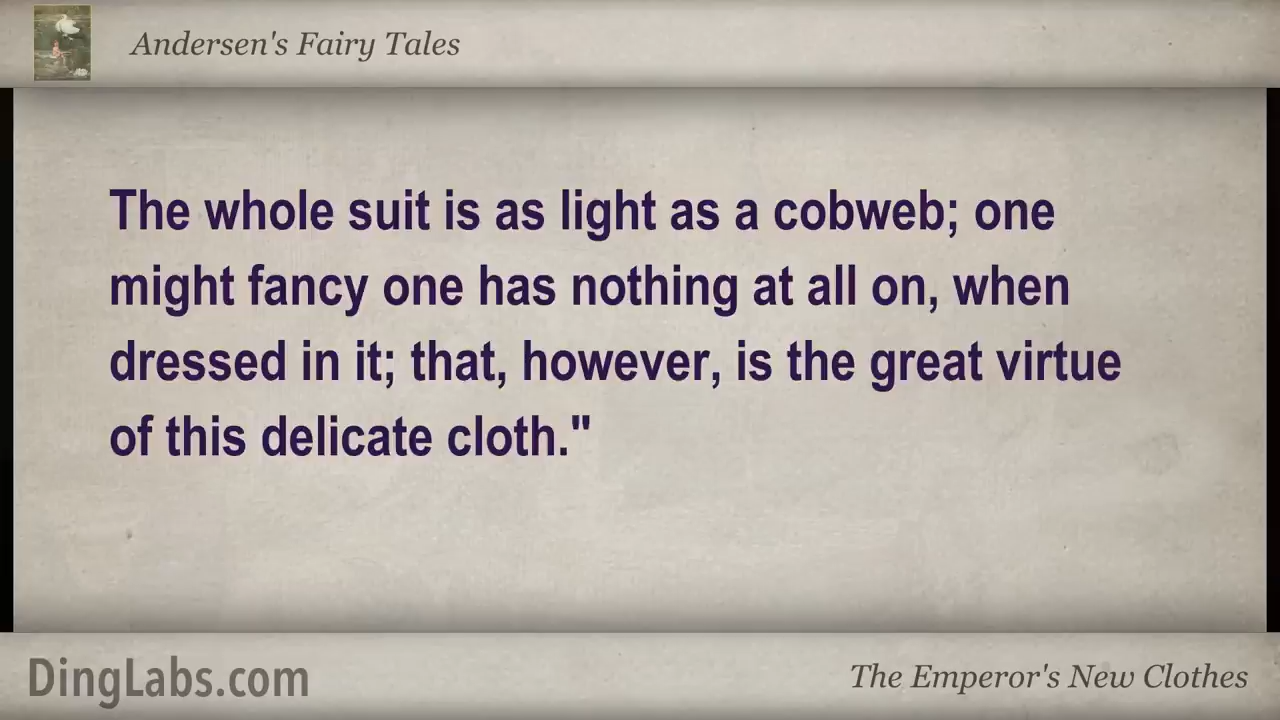 Andersen's Fairy Tales
The whole suit is as light as a cobweb; one
might fancy one has nothing at all on, when
dressed in it; that, however, is the great virtue
of this delicate cloth."
DingLabs.com
The Emperor's New Clothes